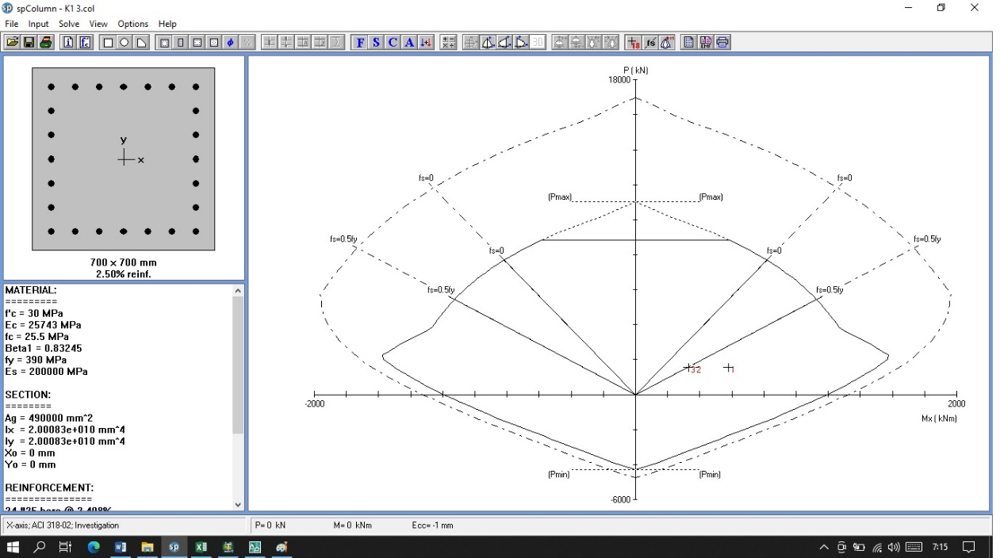 spColumn - K1 3.col
File Input Solve View Options Help
F S C A
30
18
fs
EMF
y
x
700 x 700 mm
2.50% reinf.
MATERIAL:
=========
f'c = 30 MPa
Ec = 25743 MPa
fc = 25.5 MPa
Beta1 = 0.83245
fy = 390 MPa
Es = 200000 MPa
SECTION:
========
Ag = 490000 mm^2
Ix = 2.00083e+010 mm^4
Iy = 2.00083e+010 mm^4
Xo = 0 mm
Yo = 0 mm
REINFORCEMENT:
===============
24 #25 bars @ 2.498%
P ( kN)
18000
fs=0
fs=0
(Pmax)
(Pmax)
fs=0.5fy
fs=0.5fy
fs=0
fs=0
fs=0.5fy
fs=0.5fy
32
1
-2000
2000
Mx ( kNm)
(Pmin)
(Pmin)
-6000
X-axis; ACI 318-02; Investigation
P= 0 kN
M= 0 kNm
Ecc= -1 mm
7:15